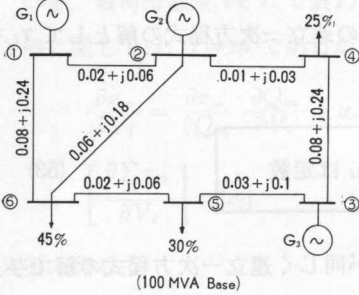 G₁
G₂
25%
①
②
④
0.02+j0.06
0.01+j0.03
0.08+j0.24
0.06+j0.18
0.08+j0.24
0.02+j0.06
0.03+j0.1
⑥
⑤
③
45%
30%
G₃
(100 MVA Base)